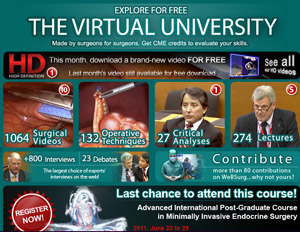 EXPLORE FOR FREE
THE VIRTUAL UNIVERSITY
Made by surgeons for surgeons. Get CME credits to evaluate your skills.
HD
HIGH DEFINITION
This month, download a brand-new video FOR FREE
Last month's video still available for free download
See all
our HD videos
10
1
5
1064 Surgical Videos
132 Operative Techniques
27 Critical Analyses
274 Lectures
+800 Interviews
23 Debates
The largest choice of experts'
interviews on the web!
Contribute
more than 80 contributions
on WeBSurg...why not yours?
REGISTER
NOW!
Last chance to attend this course!
Advanced International Post-Graduate Course
in Minimally Invasive Endocrine Surgery
2011, June 23 to 25